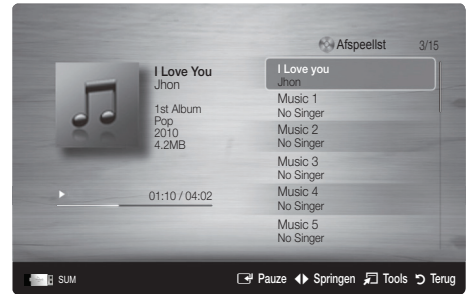 Afspeellst 3/15
I Love You
Jhon
1st Album
Pop
2010
4.2MB
01:10 / 04:02
I Love you
Jhon
Music 1
No Singer
Music 2
No Singer
Music 3
No Singer
Music 4
No Singer
Music 5
No Singer
SUM Pauze Springen Tools Terug